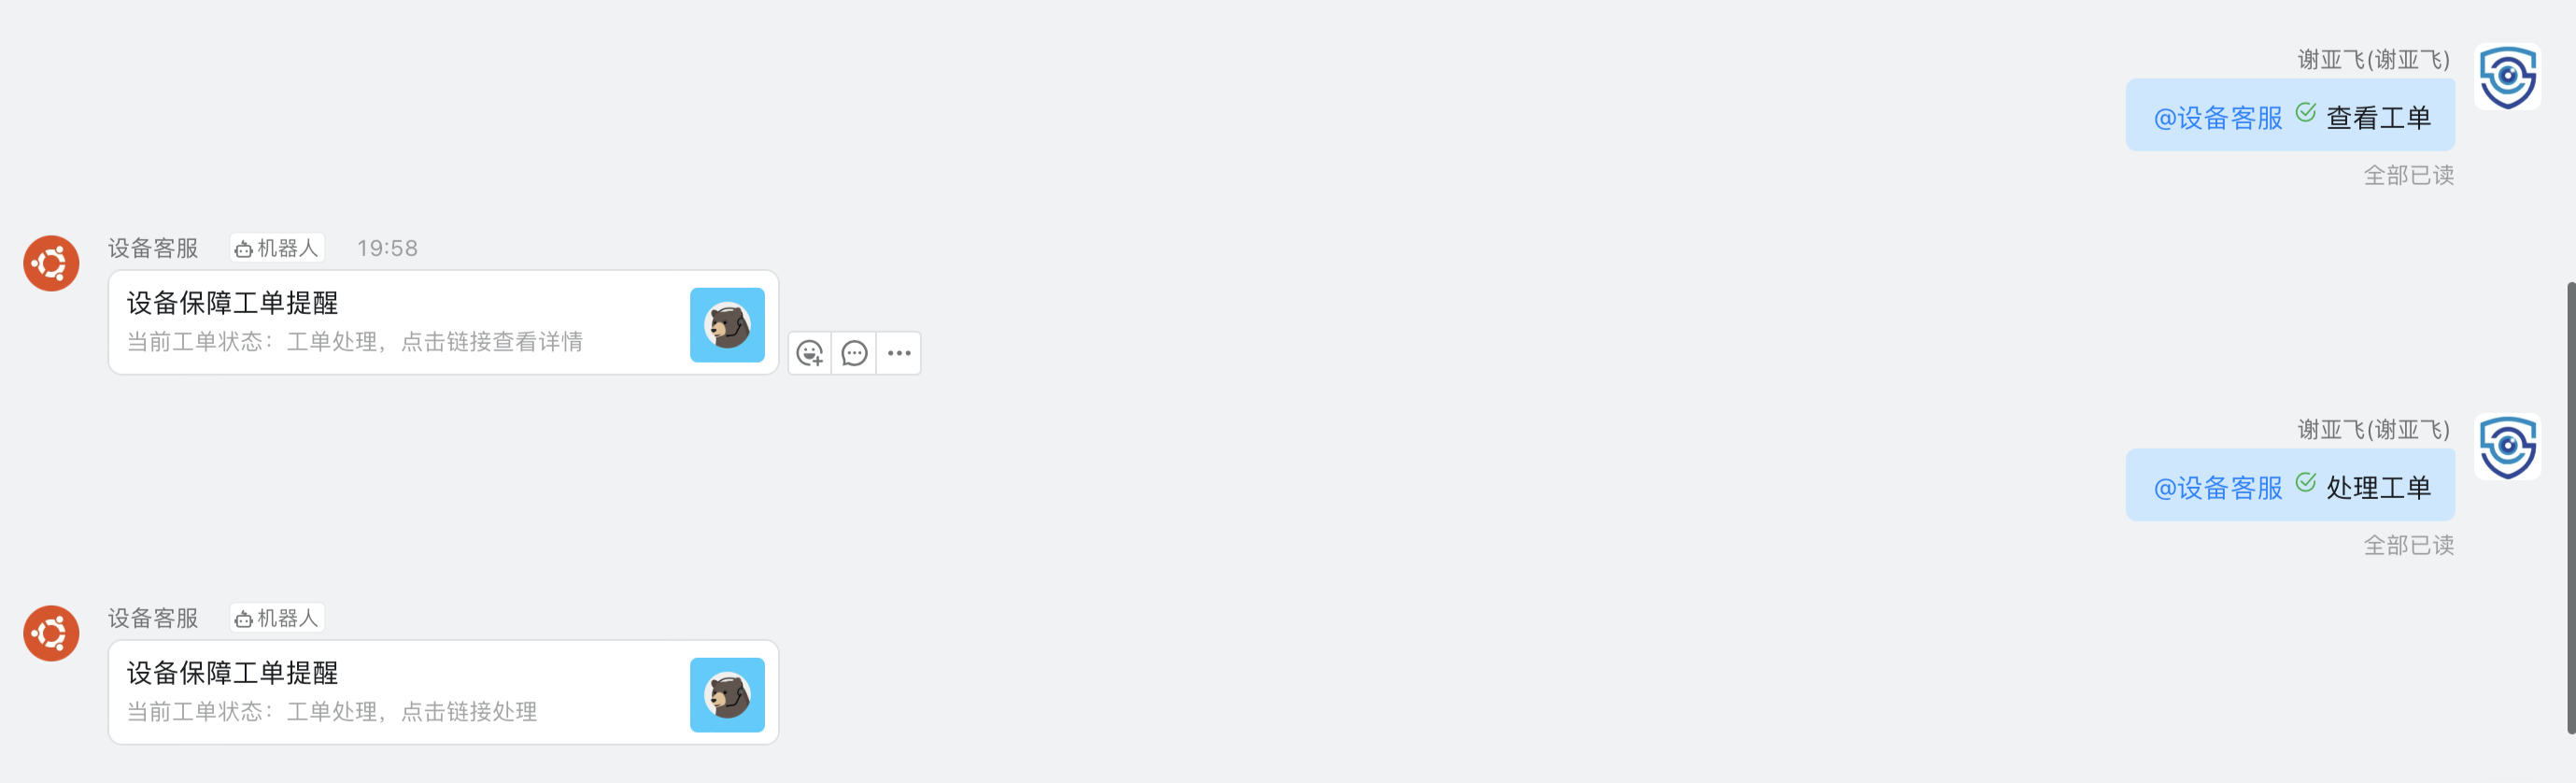 谢亚飞(谢亚飞)
@设备客服 查看工单
全部已读
设备客服 机器人 19:58
设备保障工单提醒
当前工单状态：工单处理，点击链接查看详情
谢亚飞(谢亚飞)
@设备客服 处理工单
全部已读
设备客服 机器人
设备保障工单提醒
当前工单状态：工单处理，点击链接处理